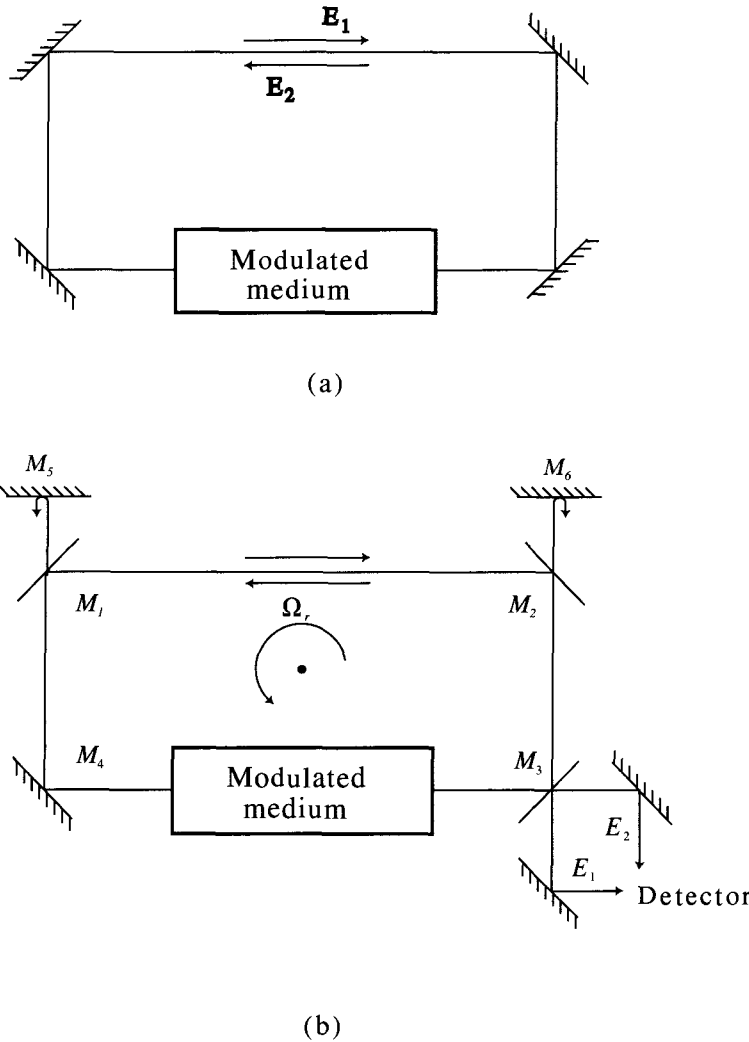 E₁
E₂
Modulated
medium
(a)
M₅
M₆
M₁
M₂
Ωᵣ
M₄
M₃
Modulated
medium
E₂
E₁
Detector
(b)